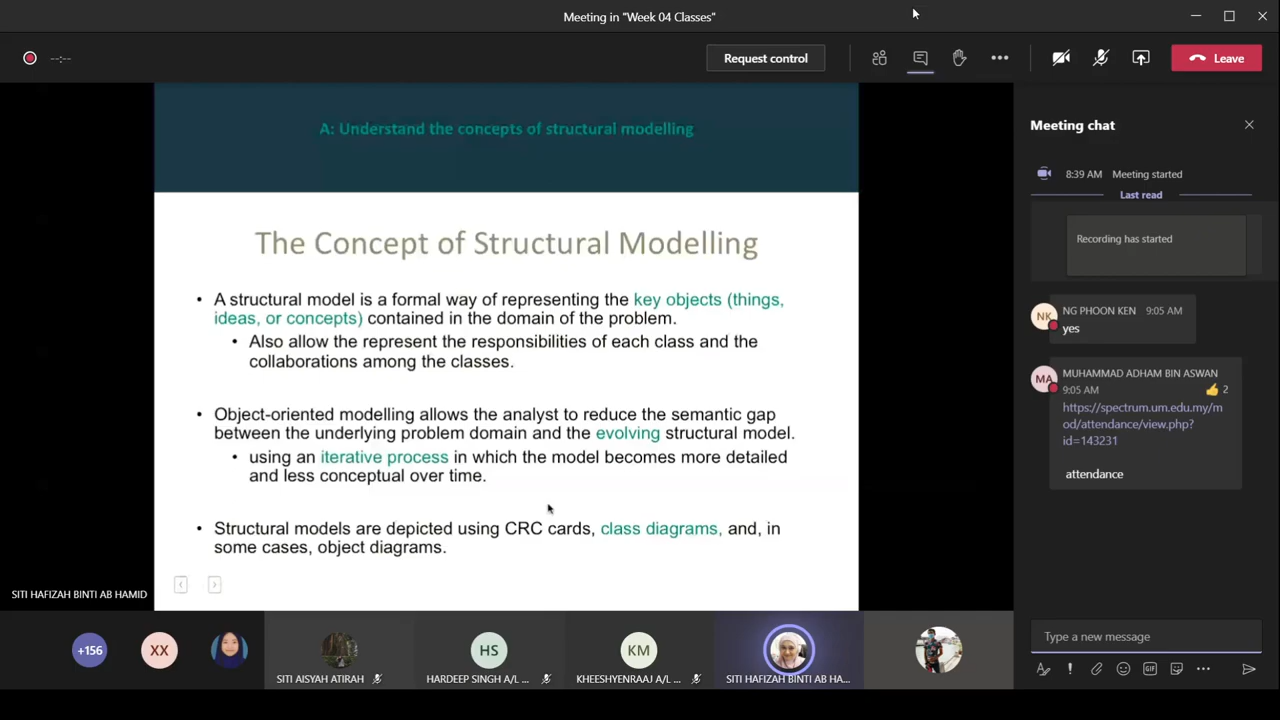 Meeting in "Week 04 Classes"
--:--
Request control
Leave
A: Understand the concepts of structural modelling
The Concept of Structural Modelling
• A structural model is a formal way of representing the key objects (things,
ideas, or concepts) contained in the domain of the problem.
• Also allow the represent the responsibilities of each class and the
collaborations among the classes.
• Object-oriented modelling allows the analyst to reduce the semantic gap
between the underlying problem domain and the evolving structural model.
• using an iterative process in which the model becomes more detailed
and less conceptual over time.
• Structural models are depicted using CRC cards, class diagrams, and, in
some cases, object diagrams.
SITI HAFIZAH BINTI AB HAMID
+156
XX
SITI AISYAH ATIRAH
HS
HARDEEP SINGH A/L ...
KM
KHEESHYENRAAJ A/L ...
SITI HAFIZAH BINTI AB HA...
Meeting chat
8:39 AM Meeting started
Last read
Recording has started
NK
NG PHOON KEN 9:05 AM
yes
MA
MUHAMMAD ADHAM BIN ASWAN
9:05 AM 👍 2
https://spectrum.um.edu.my/m
od/attendance/view.php?
id=143231
attendance
Type a new message
GIF